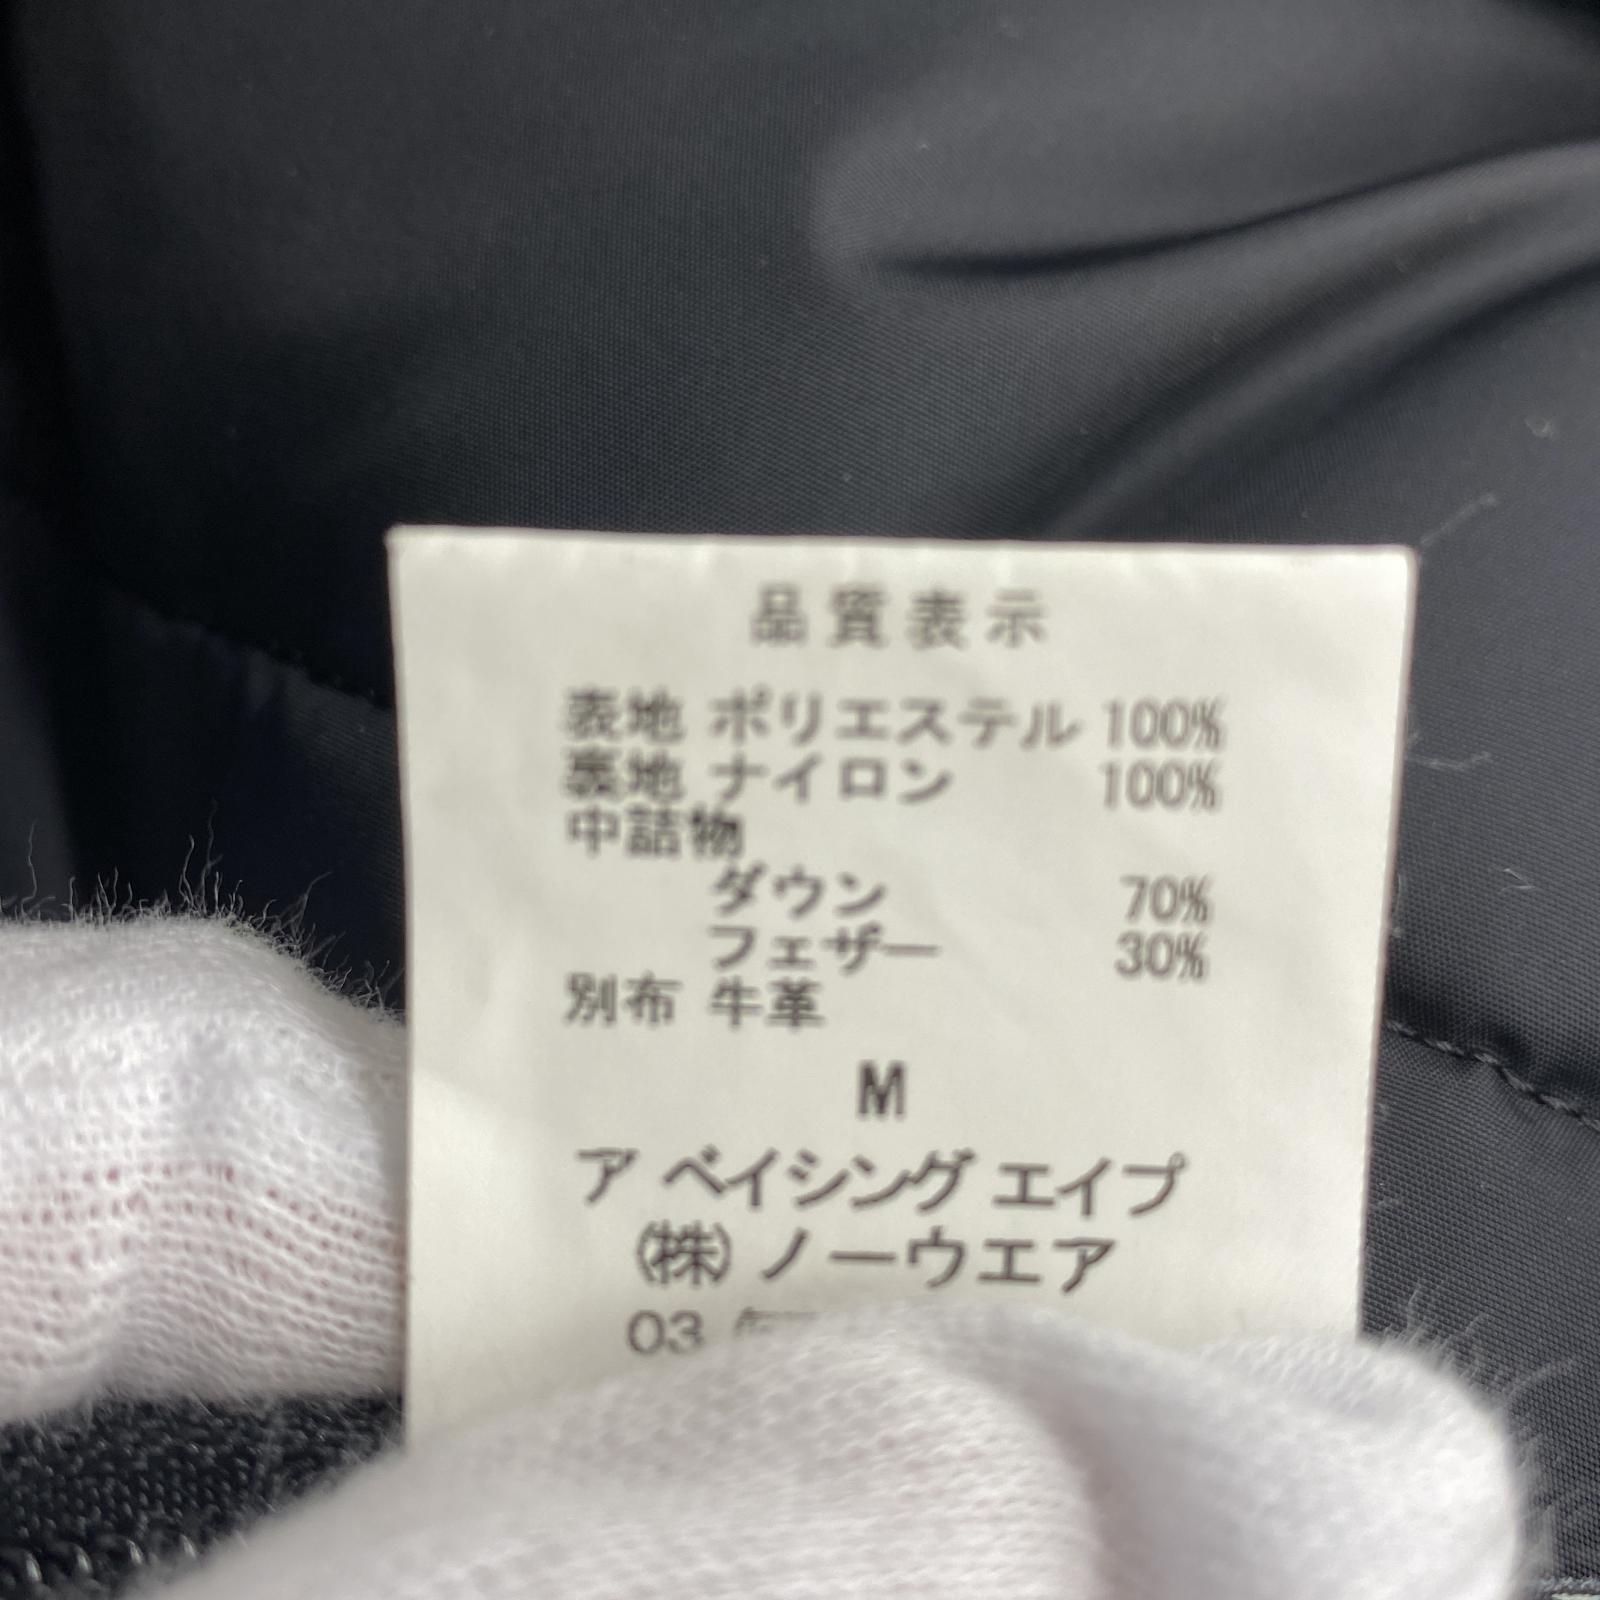 品質表示
表地 ポリエステル 100%
裏地 ナイロン 100%
中詰物
ダウン 70%
フェザー 30%
別布 牛革
M
ア ベイシング エイプ
(株) ノーウエア
03